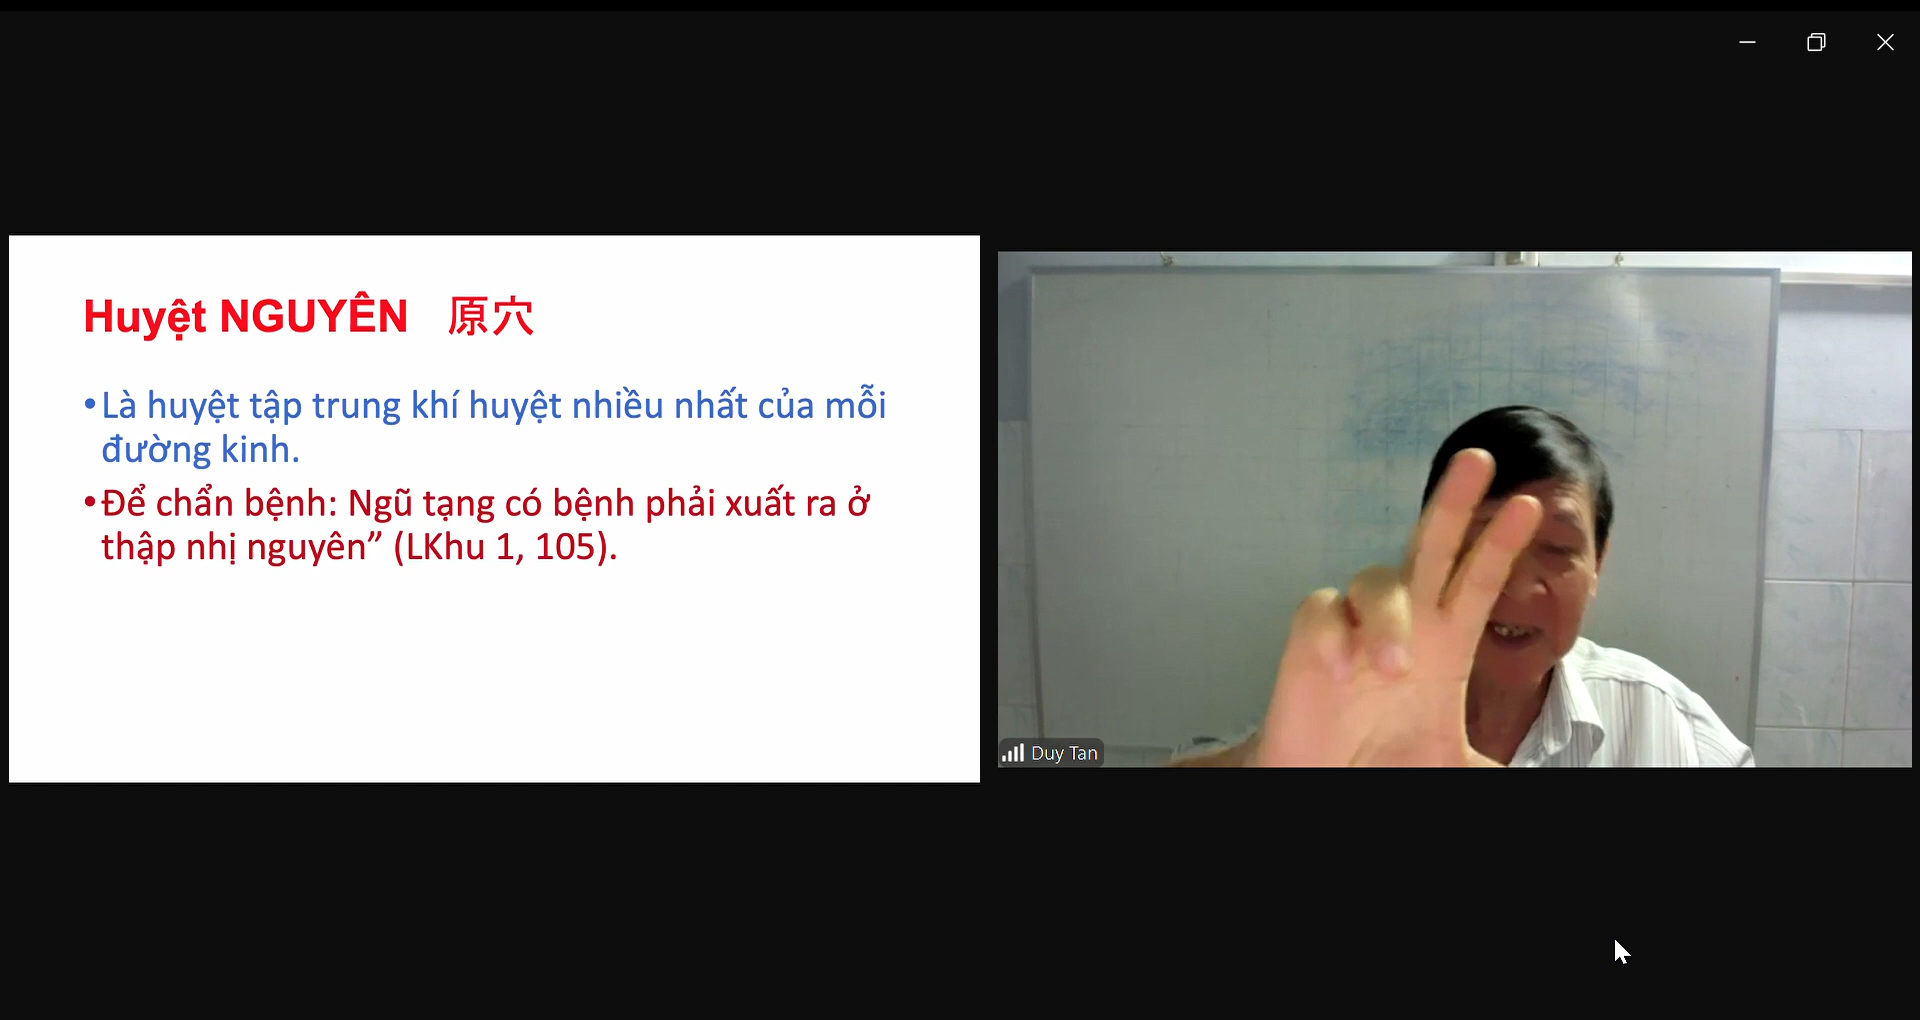 Huyệt NGUYÊN 原穴
•Là huyệt tập trung khí huyệt nhiều nhất của mỗi
đường kinh.
•Để chẩn bệnh: Ngũ tạng có bệnh phải xuất ra ở
thập nhị nguyên” (LKhu 1, 105).
Duy Tan